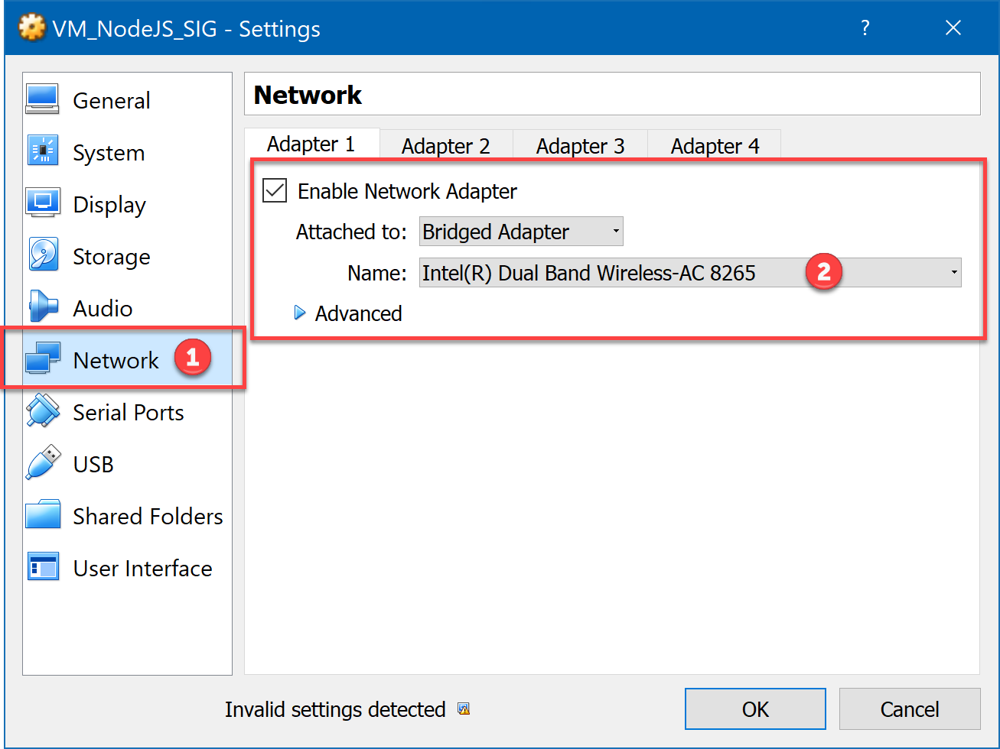 VM_NodeJS_SIG - Settings
?
General
System
Display
Storage
Audio
Network
1
Serial Ports
USB
Shared Folders
User Interface
Network
Adapter 1
Adapter 2
Adapter 3
Adapter 4
Enable Network Adapter
Attached to: Bridged Adapter
Name: Intel(R) Dual Band Wireless-AC 8265
2
Advanced
Invalid settings detected
OK
Cancel